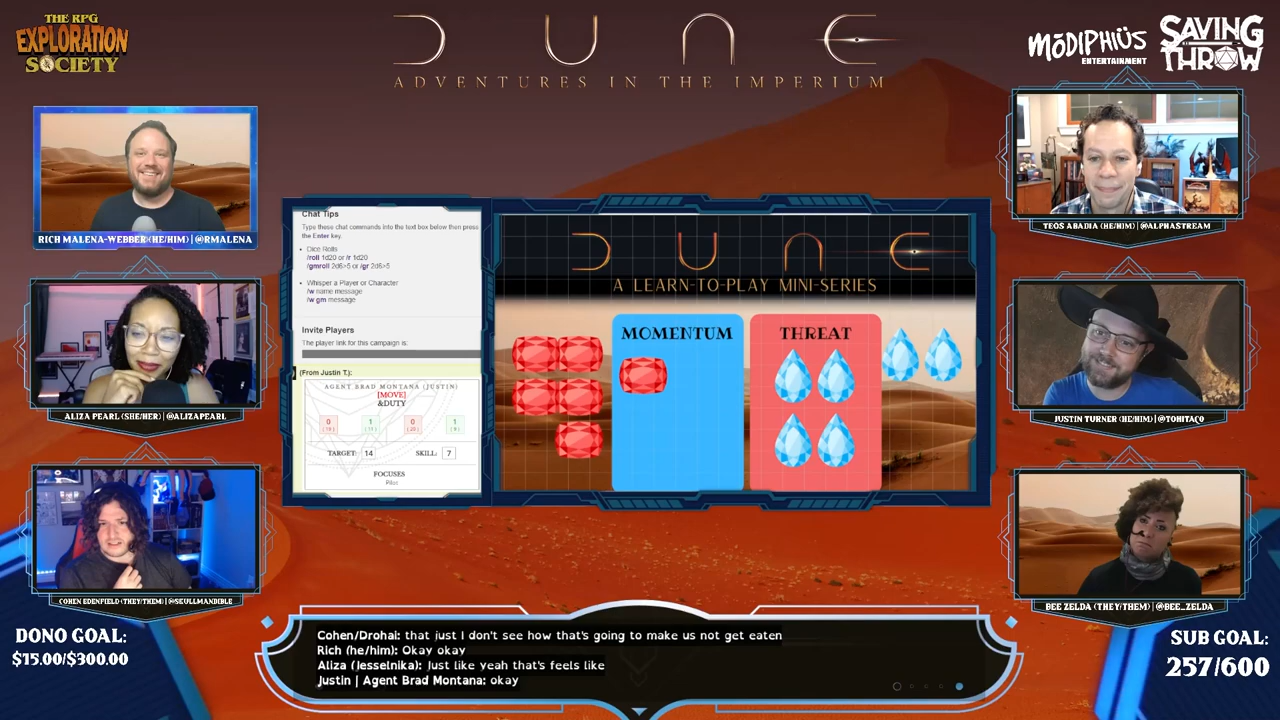 THE RPG
EXPLORATION
SOCIETY
DUNE
ADVENTURES IN THE IMPERIUM
MÖDIPHIÜS
ENTERTAINMENT
SAVING
THROW
RICH MALENA-WEBBER (HE/HIM) | @RMALENA
TEOS ABADIA (HE/HIM) | @ALPHASTREAM
ALIZA PEARL (SHE/HER) | @ALIZAPEARL
JUSTIN TURNER (HE/HIM) | @TOHITACO
COHEN EDENFIELD (THEY/THEM) | @SKULLMANDIBLE
BEE ZELDA (THEY/THEM) | @BEE_ZELDA
Chat Tips
Type these chat commands into the text box below then press
the Enter key.
• Dice Rolls
/roll 1d20 or /r 1d20
/gmroll 2d6>5 or /gr 2d6>5
• Whisper a Player or Character
/w name message
/w gm message
Invite Players
The player link for this campaign is:
(From Justin T.):
AGENT BRAD MONTANA (JUSTIN)
[MOVE]
&DUTY
0 1 0 1
TARGET: 14 SKILL: 7
FOCUSES
Pilot
DUNE
A LEARN-TO-PLAY MINI-SERIES
MOMENTUM
THREAT
Cohen/Drohai: that just I don't see how that's going to make us not get eaten
Rich (he/him): Okay okay
Aliza (Jesselnika): Just like yeah that's feels like
Justin | Agent Brad Montana: okay
DONO GOAL:
$15.00/$300.00
SUB GOAL:
257/600